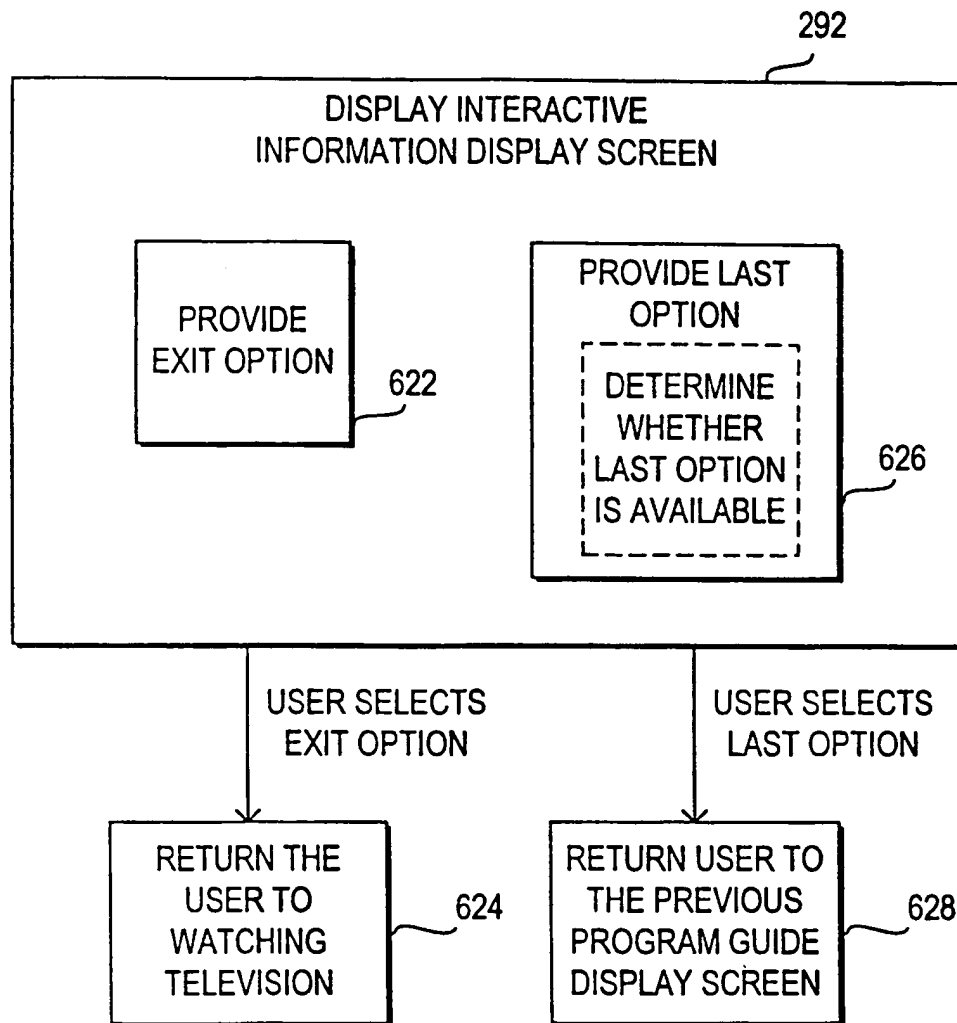 292
DISPLAY INTERACTIVE
INFORMATION DISPLAY SCREEN
PROVIDE
EXIT OPTION
622
PROVIDE LAST
OPTION
DETERMINE
WHETHER
LAST OPTION
IS AVAILABLE
626
USER SELECTS
EXIT OPTION
USER SELECTS
LAST OPTION
RETURN THE
USER TO
WATCHING
TELEVISION
624
RETURN USER TO
THE PREVIOUS
PROGRAM GUIDE
DISPLAY SCREEN
628